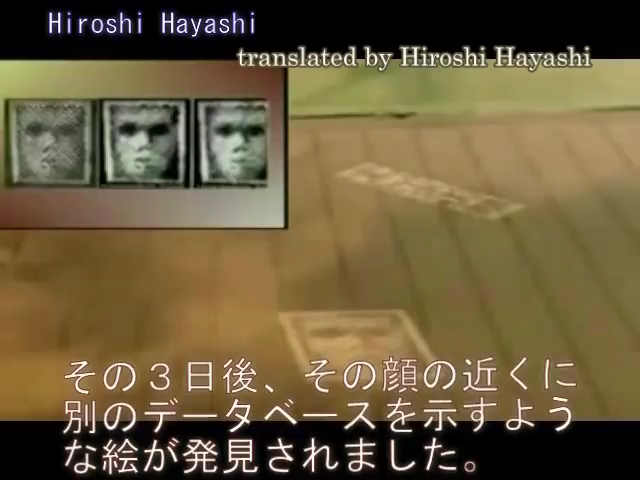 Hiroshi Hayashi
translated by Hiroshi Hayashi
その３日後、その顔の近くに
別のデータベースを示すよう
な絵が発見されました。